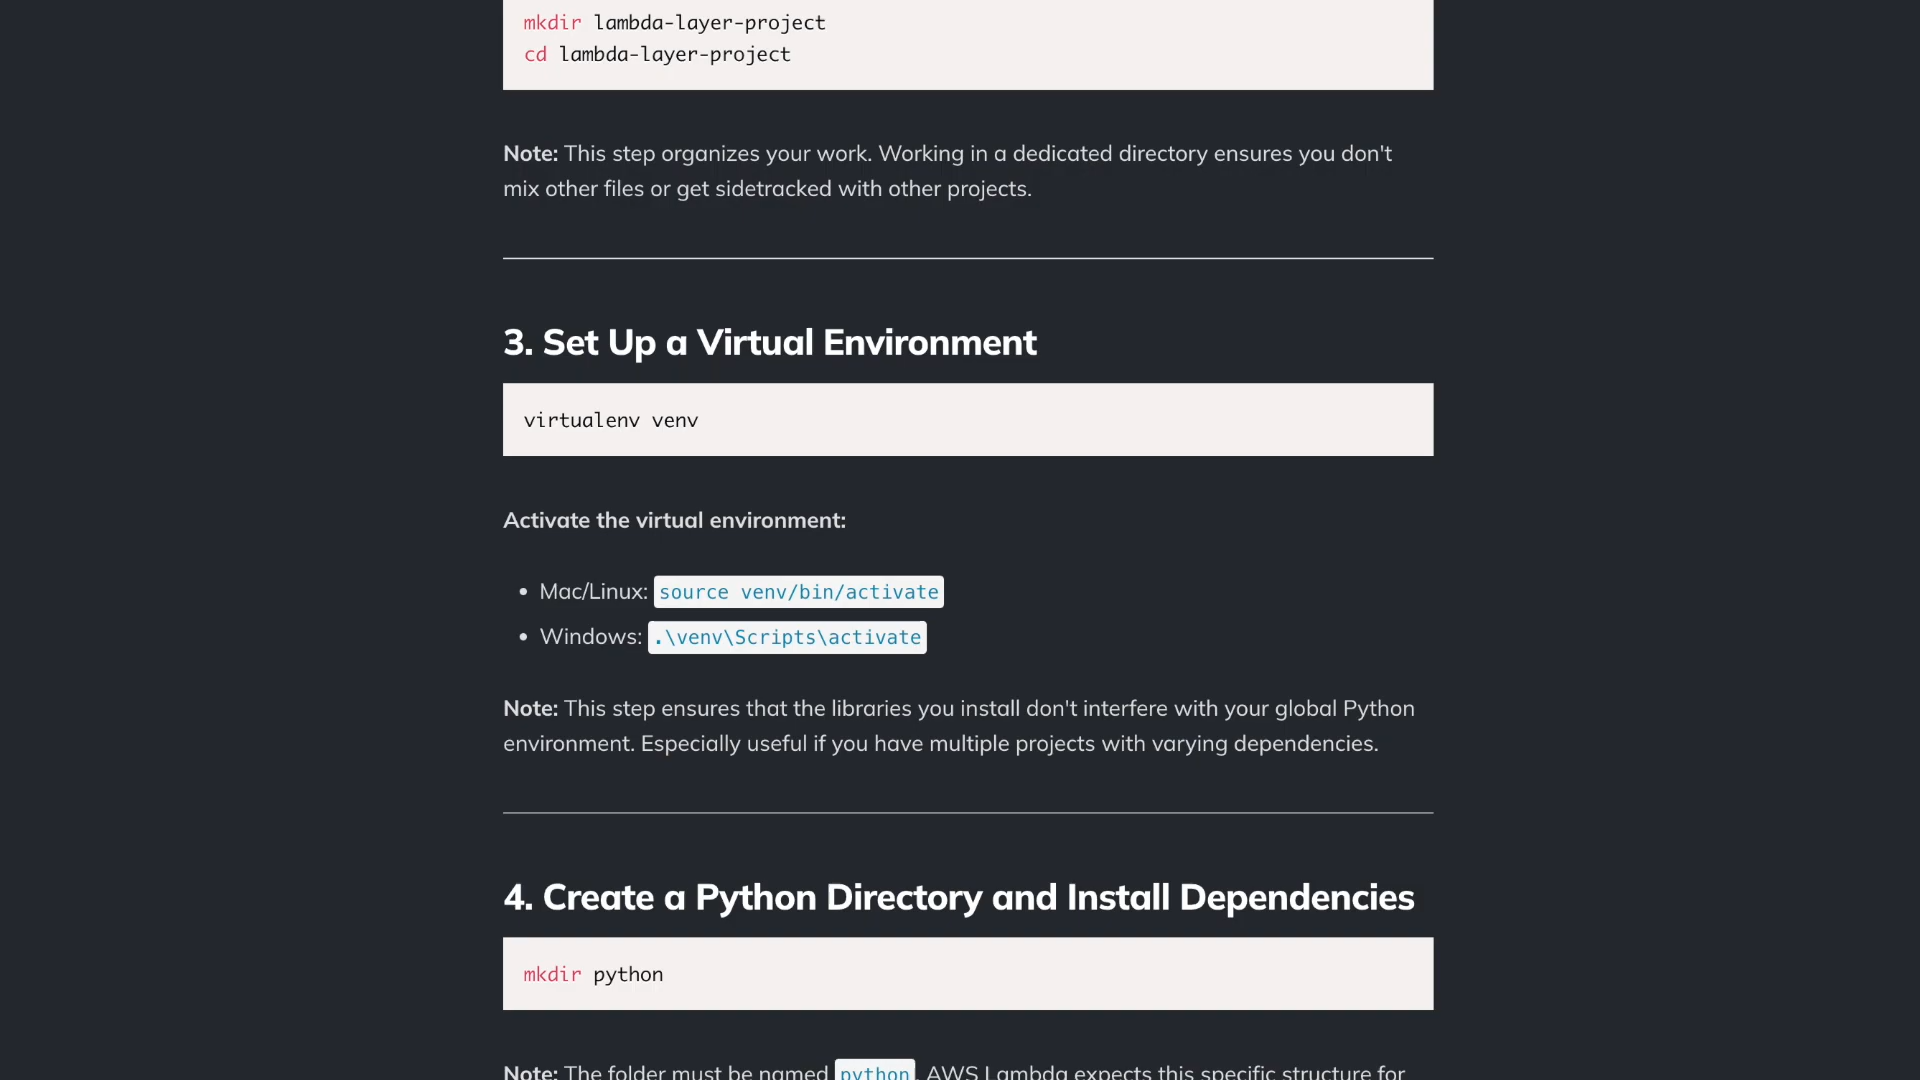 mkdir lambda-layer-project
cd lambda-layer-project
Note: This step organizes your work. Working in a dedicated directory ensures you don't
mix other files or get sidetracked with other projects.
3. Set Up a Virtual Environment
virtualenv venv
Activate the virtual environment:
• Mac/Linux: source venv/bin/activate
• Windows: .\venv\Scripts\activate
Note: This step ensures that the libraries you install don't interfere with your global Python
environment. Especially useful if you have multiple projects with varying dependencies.
4. Create a Python Directory and Install Dependencies
mkdir python
Note: The folder must be named python. AWS Lambda expects this specific structure for